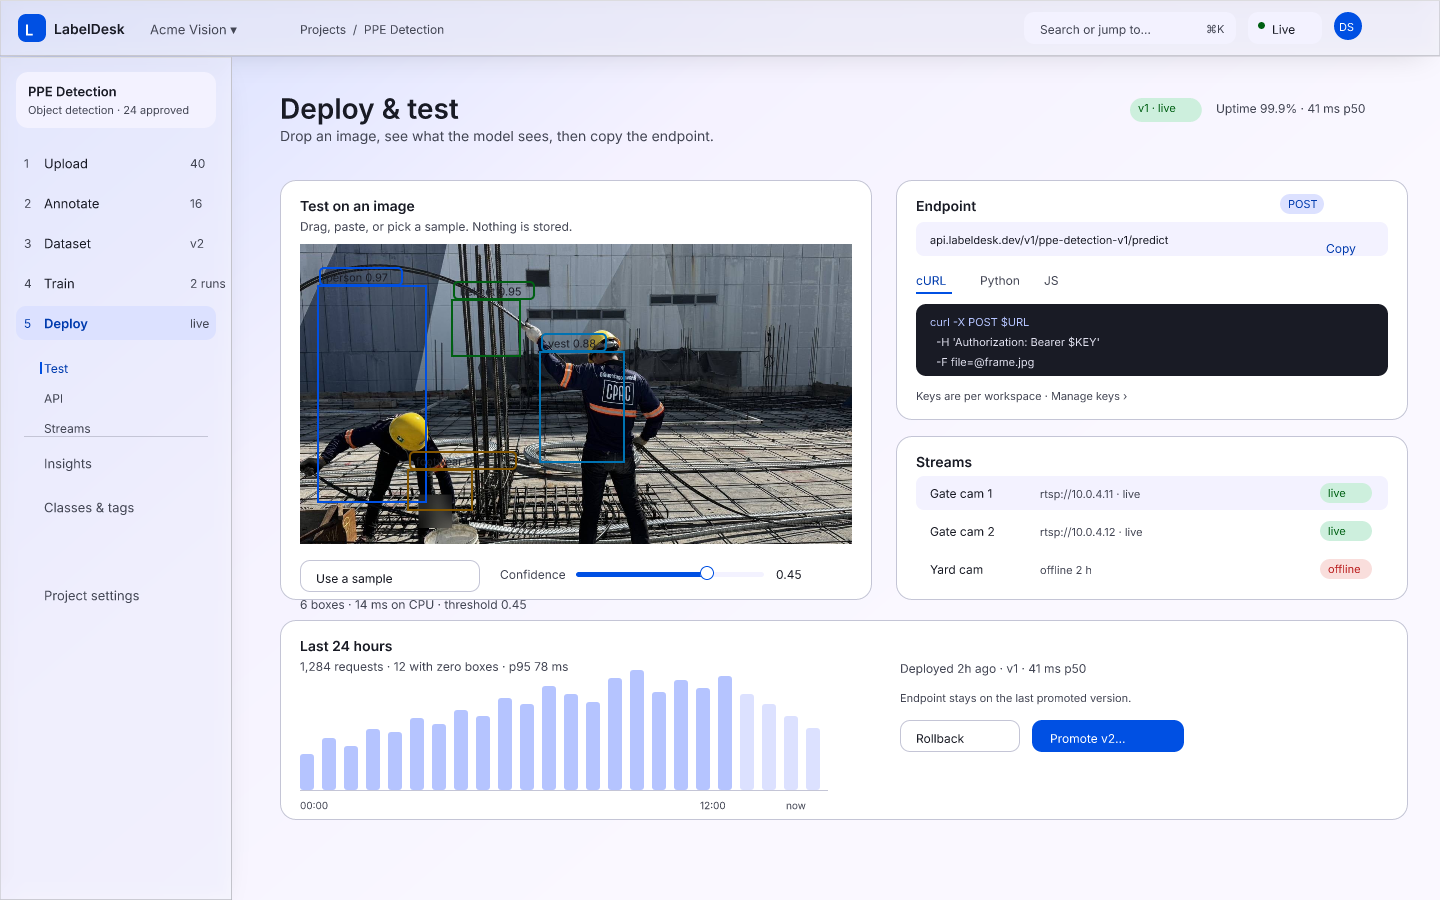 L LabelDesk
Acme Vision ▾
Projects / PPE Detection
Search or jump to... ⌘K
Live
DS
PPE Detection
Object detection · 24 approved
1 Upload 40
2 Annotate 16
3 Dataset v2
4 Train 2 runs
5 Deploy live
Test
API
Streams
Insights
Classes & tags
Project settings
Deploy & test
Drop an image, see what the model sees, then copy the endpoint.
v1 · live
Uptime 99.9% · 41 ms p50
Test on an image
Drag, paste, or pick a sample. Nothing is stored.
person 0.97
0.95
vest 0.88
CPAC
Use a sample
Confidence
0.45
6 boxes · 14 ms on CPU · threshold 0.45
Endpoint
POST
api.labeldesk.dev/v1/ppe-detection-v1/predict
Copy
cURL Python JS
curl -X POST $URL
-H 'Authorization: Bearer $KEY'
-F file=@frame.jpg
Keys are per workspace · Manage keys ›
Streams
Gate cam 1 rtsp://10.0.4.11 · live live
Gate cam 2 rtsp://10.0.4.12 · live live
Yard cam offline 2 h offline
Last 24 hours
1,284 requests · 12 with zero boxes · p95 78 ms
00:00 12:00 now
Deployed 2h ago · v1 · 41 ms p50
Endpoint stays on the last promoted version.
Rollback
Promote v2...